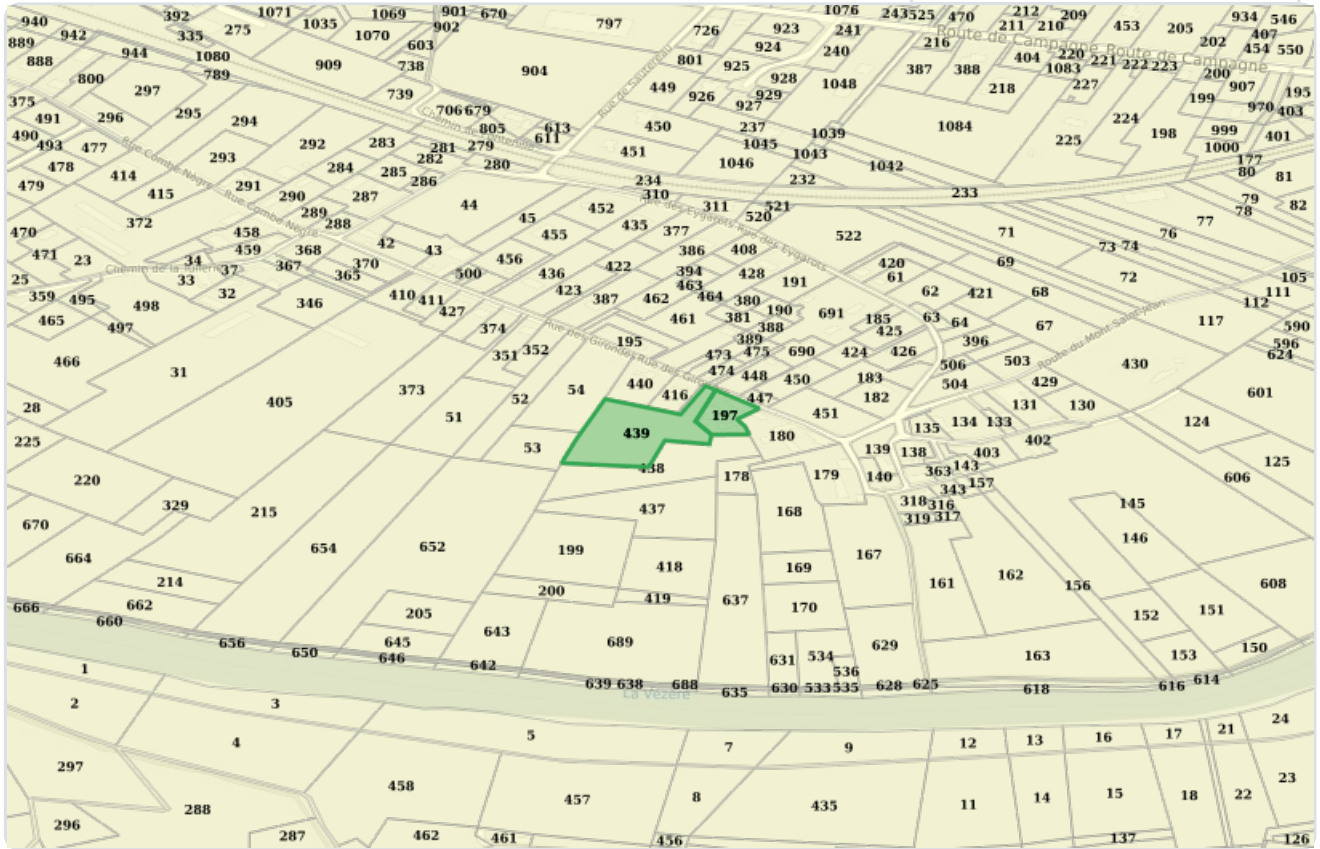 940 392 1071 1035 1069 901 670 797 726 923 1076 243 525 470 212 209 453 205 934 546
889 942 335 275 1070 902 924 241 216 211 210 202 407
888 944 1080 603 801 925 240 404 220 221 222 223 454 550
Route de Campagne Route de Campagne
800 789 909 738 904 449 926 928 1048 387 388 1083 227 200 907 195
Rue de Sautereau
375 297 739 927 929 218 199 970 403
491 296 295 294 706 679 450 237 1084 224 198 999 401
490 493 477 292 283 805 613 611 1039 225 1000
Rue Combe Nègre Rue Combe Nègre
478 293 281 279 451 1045 1043 177
479 414 284 285 282 280 1046 1042 80 81
415 291 290 287 286 234 232 233 79 82
310 311 521 78
372 289 288 44 45 452 435 377 520 522 71 77
Rue des Eygarots Rue des Eygarots
470 458 459 368 42 43 455 386 408 73 74 76
471 23 34 37 367 370 456 422 394 428 420 69
Chemin de la Tuilerie
25 33 365 500 436 463 191 61 72 105
359 495 498 32 346 410 411 423 387 462 464 380 62 421 68 111 112
465 497 427 461 381 190 691 185 63 64 67 117 590
Route du Mont Saint-Jean
374 388 425 396 596
Rue des Girondes
466 351 352 195 389 424 426 506 503 430 624
31 473 475 690 183 504 429
373 52 54 440 474 448 450 182 601
28 405 51 416 447 451 131 130
225 439 197 180 135 134 133 124
53 139 138 403 402
220 438 178 179 140 363 143 125
329 215 437 168 343 157 606
670 318 316 145
319 317 146
664 654 652 199 167
214 418 169 161 162 608
200 156
666 662 205 419 637 170 152 151
660 656 645 643 689 629
650 646 642 631 534 163 153 150
536
639 638 688 635 630 533 535 628 625 618 616 614
La Vézère
1
2 3 5 7 9 12 13 16 17 21 24
4
297 458 457 8 435 11 14 15 18 22 23
288
296 287 462 461 456 137 126